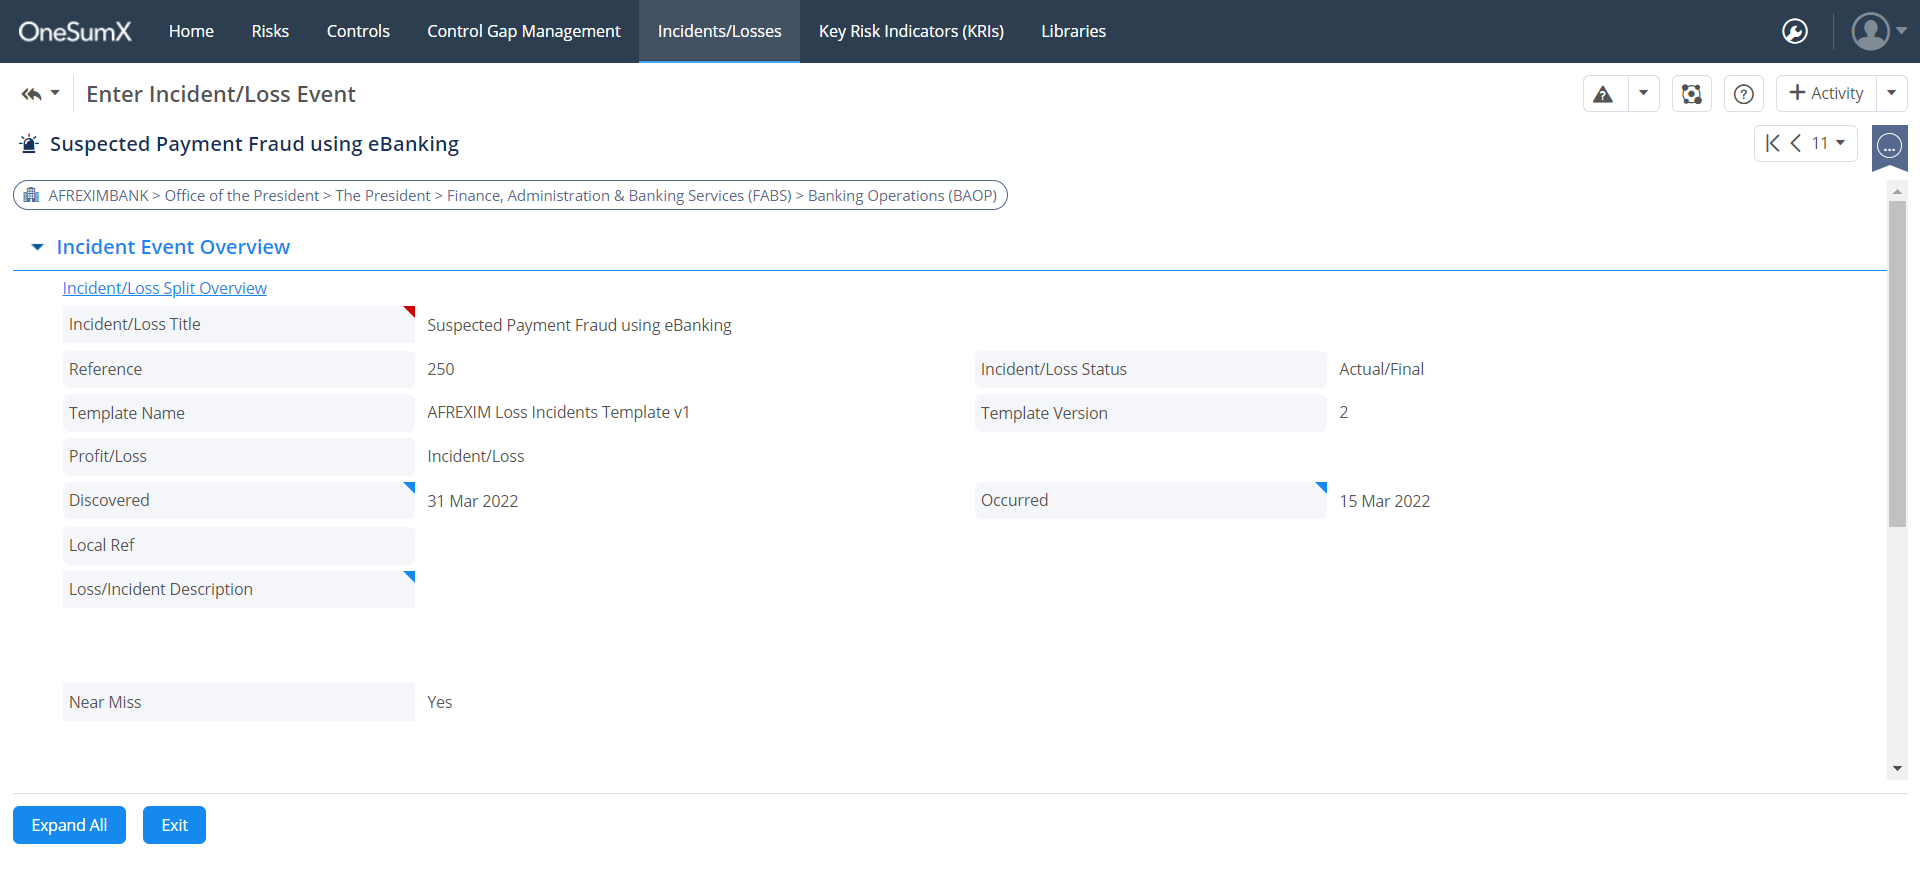 OneSumX Home Risks Controls Control Gap Management Incidents/Losses Key Risk Indicators (KRIs) Libraries
Enter Incident/Loss Event
+ Activity
Suspected Payment Fraud using eBanking
11
AFREXIMBANK > Office of the President > The President > Finance, Administration & Banking Services (FABS) > Banking Operations (BAOP)
Incident Event Overview
Incident/Loss Split Overview
Incident/Loss Title Suspected Payment Fraud using eBanking
Reference 250 Incident/Loss Status Actual/Final
Template Name AFREXIM Loss Incidents Template v1 Template Version 2
Profit/Loss Incident/Loss
Discovered 31 Mar 2022 Occurred 15 Mar 2022
Local Ref
Loss/Incident Description
Near Miss Yes
Expand All Exit